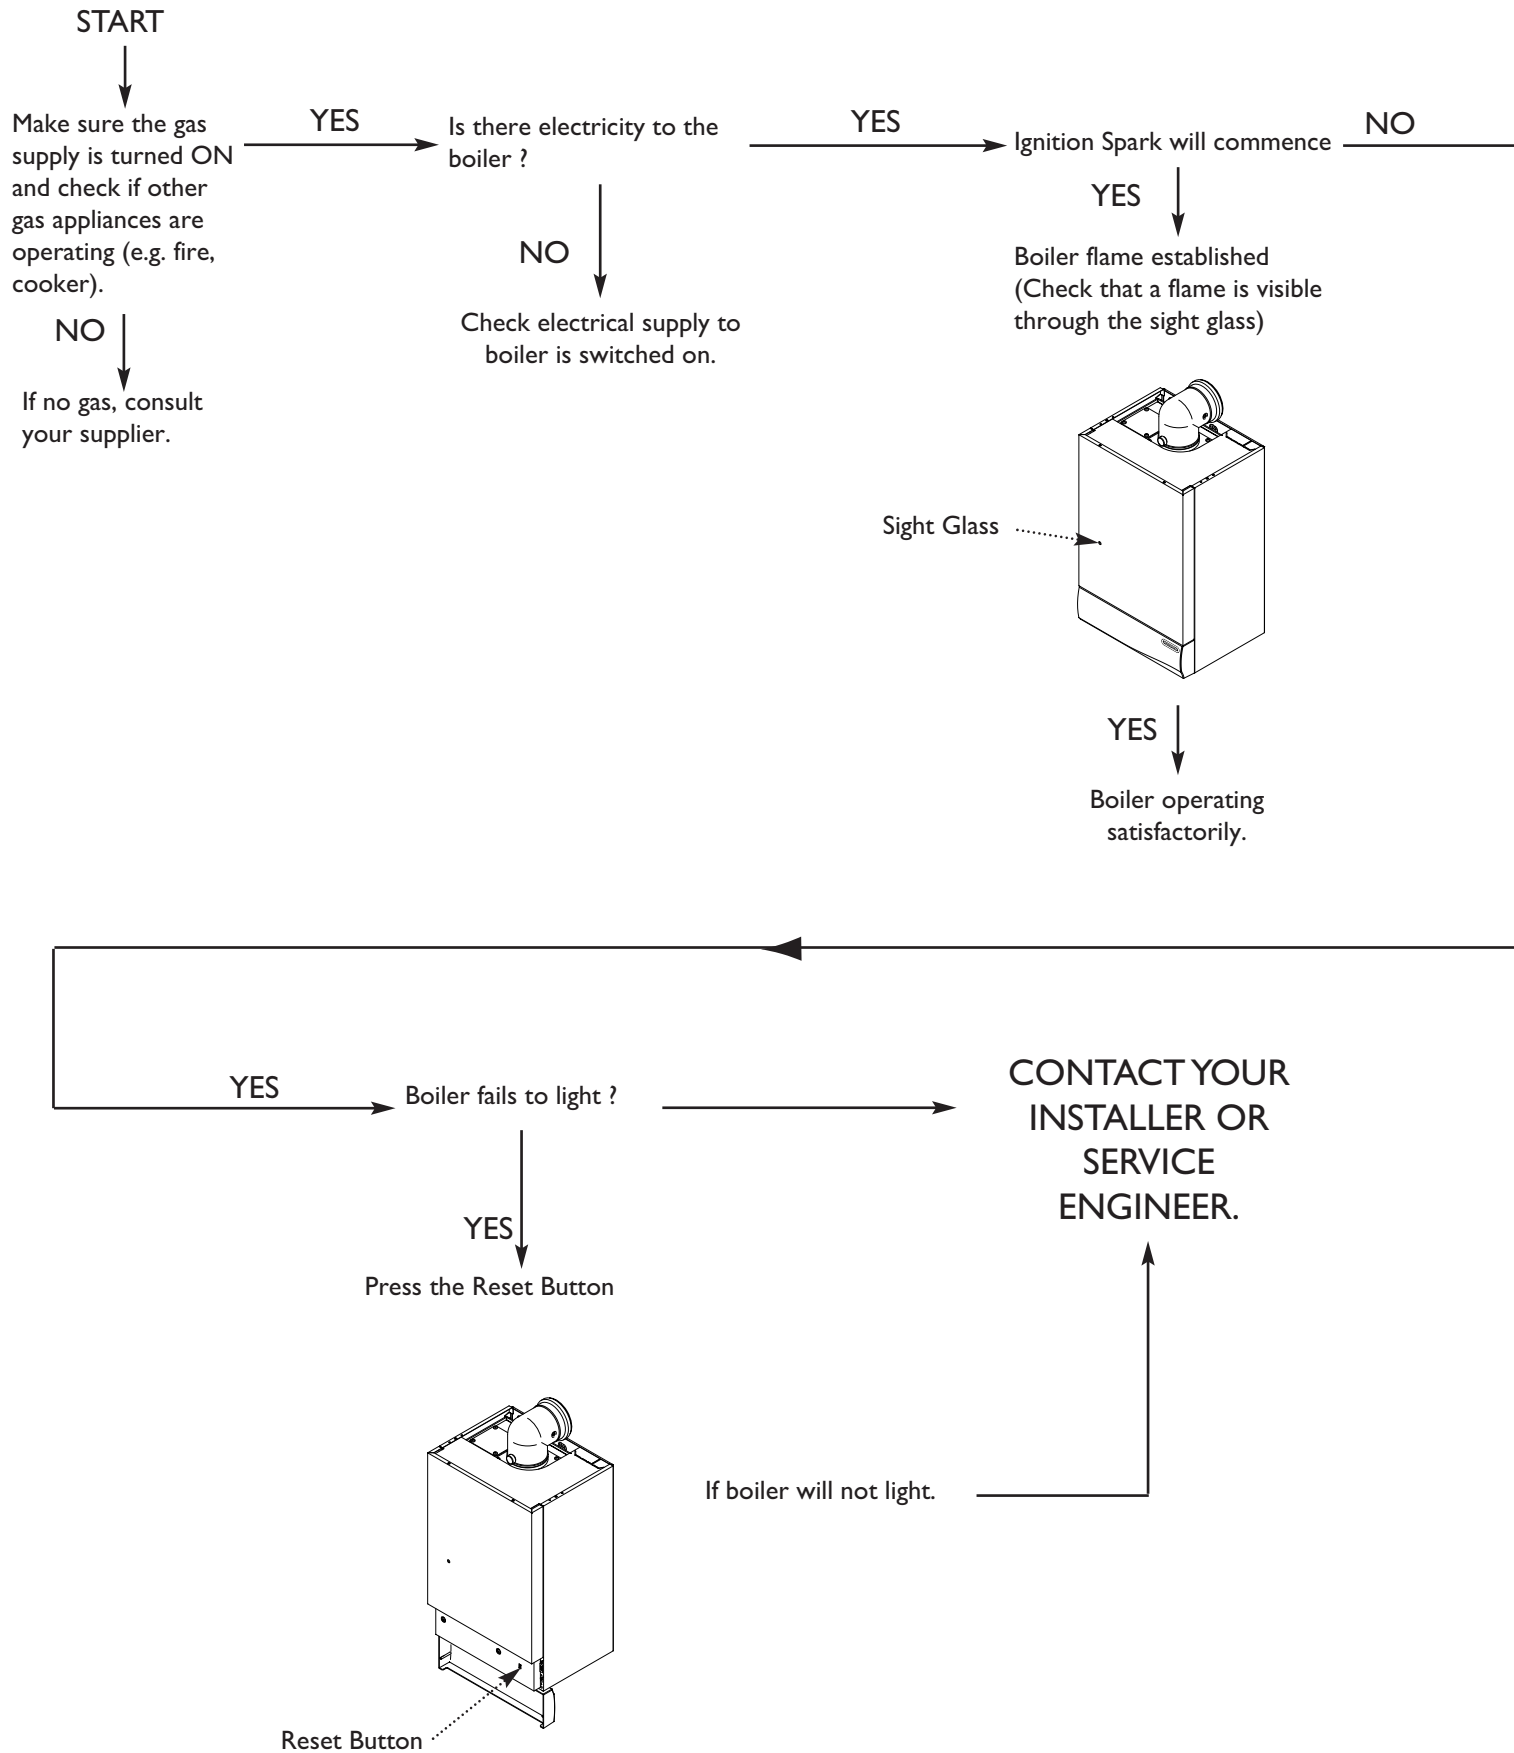 START
Make sure the gas
supply is turned ON
and check if other
gas appliances are
operating (e.g. fire,
cooker).
YES
Is there electricity to the
boiler ?
YES
Ignition Spark will commence
NO
YES
NO
Boiler flame established
(Check that a flame is visible
through the sight glass)
NO
Check electrical supply to
boiler is switched on.
If no gas, consult
your supplier.
Sight Glass
YES
Boiler operating
satisfactorily.
YES
Boiler fails to light ?
CONTACT YOUR
INSTALLER OR
SERVICE
ENGINEER.
YES
Press the Reset Button
If boiler will not light.
Reset Button